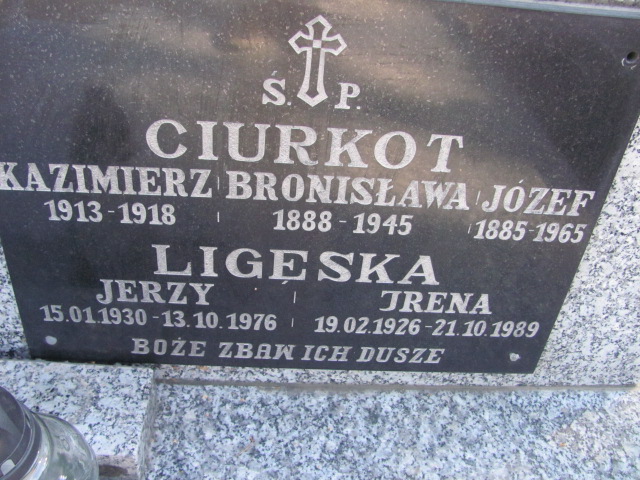 Ś. P.
CIURKOT
KAZIMIERZ BRONISŁAWA JÓZEF
1913-1918 1888-1945 1885-1965
LIGĘSKA
JERZY IRENA
15.01.1930-13.10.1976 19.02.1926-21.10.1989
BOŻE ZBAW ICH DUSZE